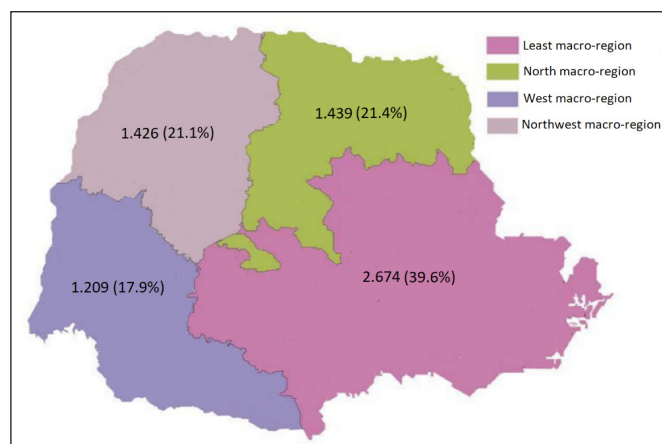 Least macro-region
North macro-region
West macro-region
Northwest macro-region
1.426 (21.1%)
1.439 (21.4%)
1.209 (17.9%)
2.674 (39.6%)